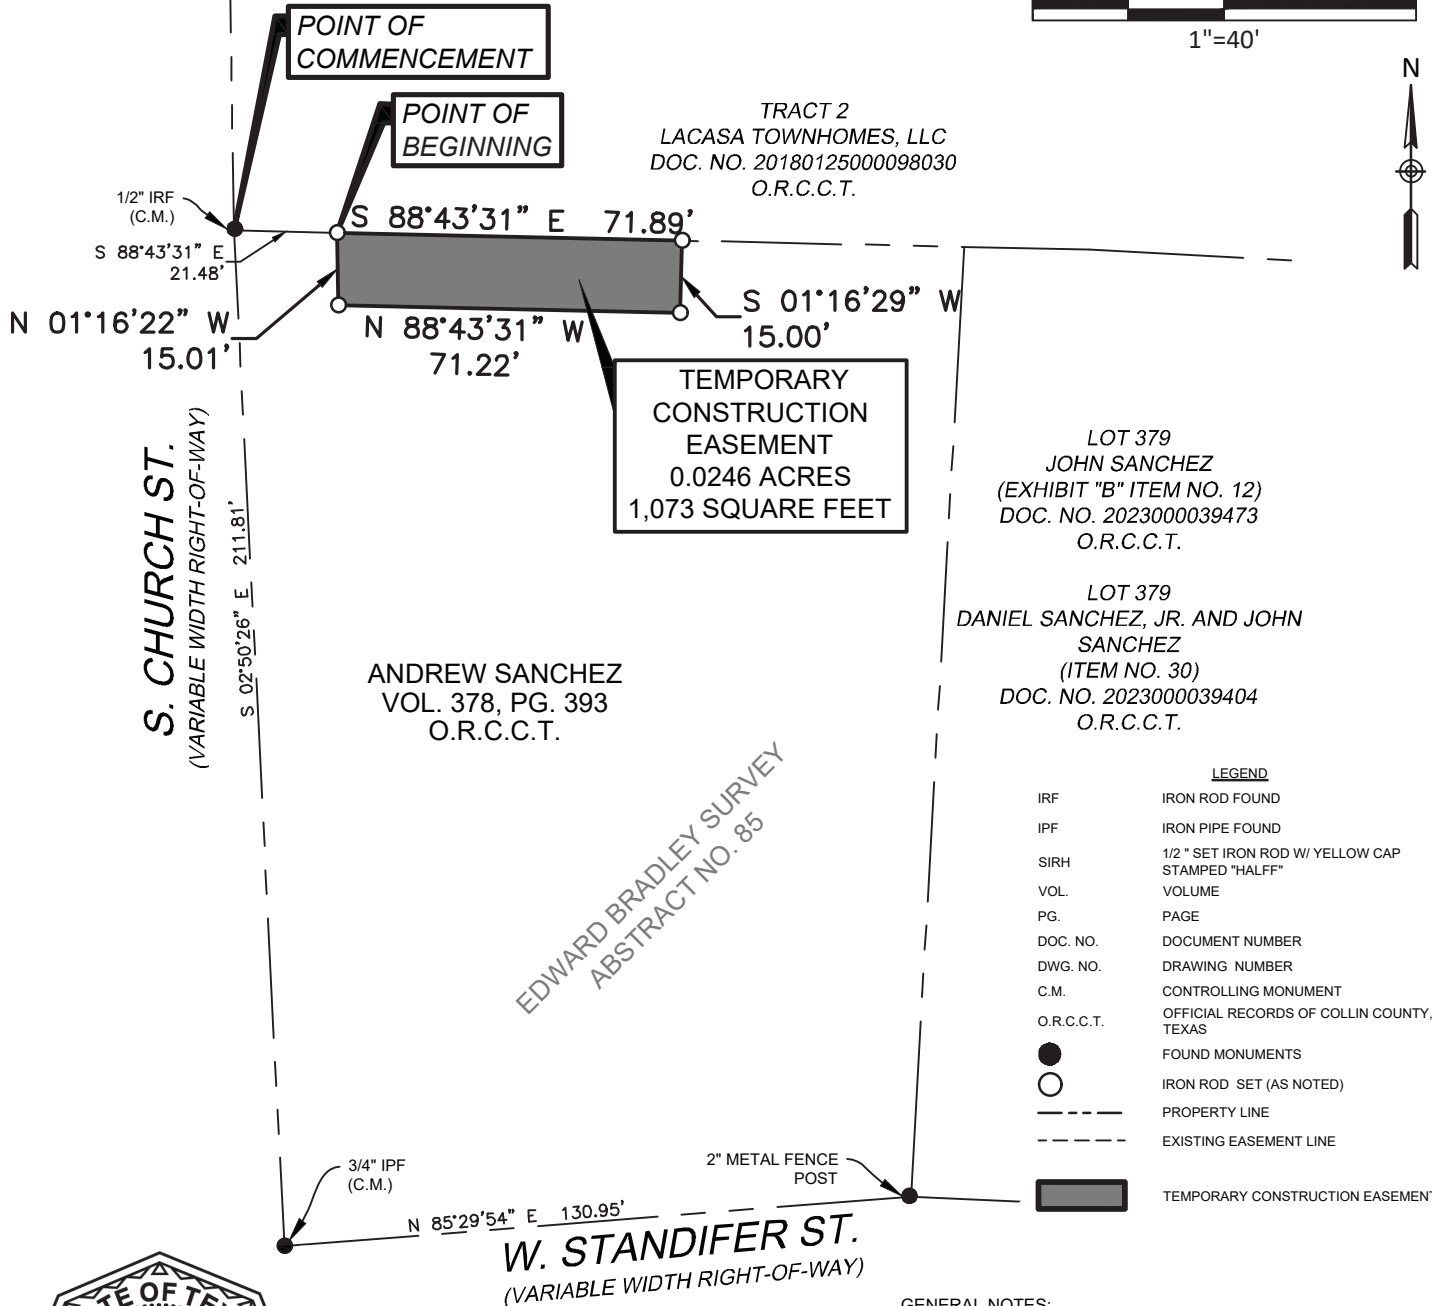 POINT OF
COMMENCEMENT
1"=40'
N
POINT OF
BEGINNING
TRACT 2
LACASA TOWNHOMES, LLC
DOC. NO. 20180125000098030
O.R.C.C.T.
1/2" IRF
(C.M.)
S 88°43'31" E 71.89'
S 88°43'31" E
21.48'
N 01°16'22" W
15.01'
N 88°43'31" W
71.22'
S 01°16'29" W
15.00'
TEMPORARY
CONSTRUCTION
EASEMENT
0.0246 ACRES
1,073 SQUARE FEET
S. CHURCH ST.
(VARIABLE WIDTH RIGHT-OF-WAY)
S 02°50'26" E 211.81'
LOT 379
JOHN SANCHEZ
(EXHIBIT "B" ITEM NO. 12)
DOC. NO. 2023000039473
O.R.C.C.T.
LOT 379
DANIEL SANCHEZ, JR. AND JOHN
SANCHEZ
(ITEM NO. 30)
DOC. NO. 2023000039404
O.R.C.C.T.
ANDREW SANCHEZ
VOL. 378, PG. 393
O.R.C.C.T.
EDWARD BRADLEY SURVEY
ABSTRACT NO. 85
LEGEND
IRF IRON ROD FOUND
IPF IRON PIPE FOUND
SIRH 1/2 " SET IRON ROD W/ YELLOW CAP
STAMPED "HALFF"
VOL. VOLUME
PG. PAGE
DOC. NO. DOCUMENT NUMBER
DWG. NO. DRAWING NUMBER
C.M. CONTROLLING MONUMENT
O.R.C.C.T. OFFICIAL RECORDS OF COLLIN COUNTY,
TEXAS
FOUND MONUMENTS
IRON ROD SET (AS NOTED)
PROPERTY LINE
EXISTING EASEMENT LINE
TEMPORARY CONSTRUCTION EASEMENT
3/4" IPF
(C.M.)
2" METAL FENCE
POST
N 85°29'54" E 130.95'
W. STANDIFER ST.
(VARIABLE WIDTH RIGHT-OF-WAY)
TE OF TE
GENERAL NOTES: